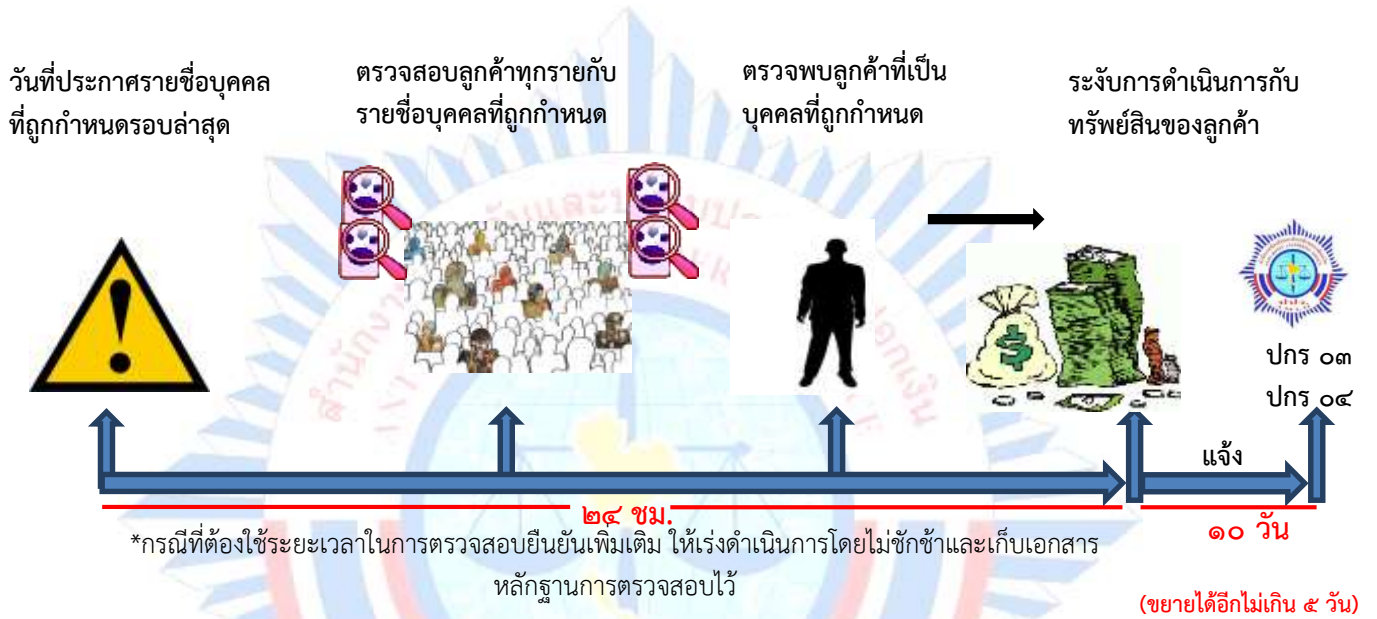 วันที่ประกาศรายชื่อบุคคล
ที่ถูกกำหนดรอบล่าสุด
ตรวจสอบลูกค้าทุกรายกับ
รายชื่อบุคคลที่ถูกกำหนด
ตรวจพบลูกค้าที่เป็น
บุคคลที่ถูกกำหนด
ระงับการดำเนินการกับ
ทรัพย์สินของลูกค้า
ปกร ๐๓
ปกร ๐๔
แจ้ง
๒๔ ชม.
๑๐ วัน
*กรณีที่ต้องใช้ระยะเวลาในการตรวจสอบยืนยันเพิ่มเติม ให้เร่งดำเนินการโดยไม่ชักช้าและเก็บเอกสาร
หลักฐานการตรวจสอบไว้
(ขยายได้อีกไม่เกิน ๕ วัน)